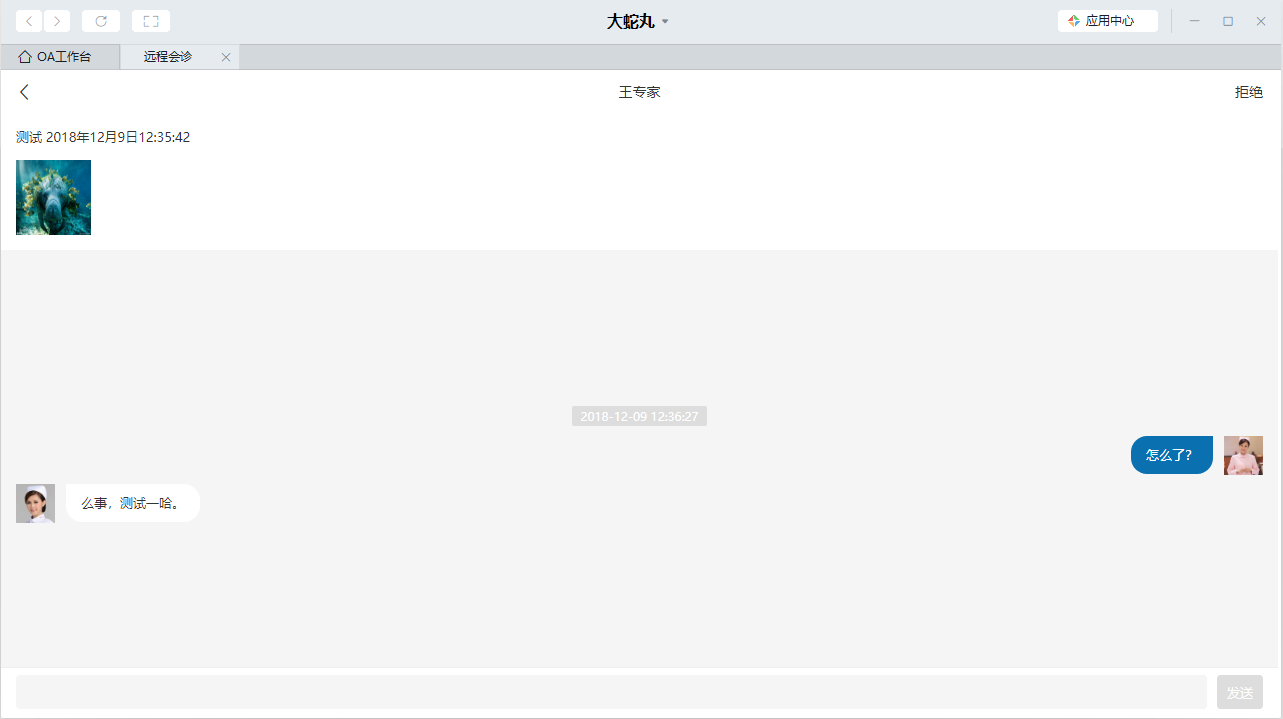 大蛇丸
应用中心
OA工作台
远程会诊
王专家
拒绝
测试 2018年12月9日12:35:42
2018-12-09 12:36:27
怎么了?
么事，测试一哈。
发送